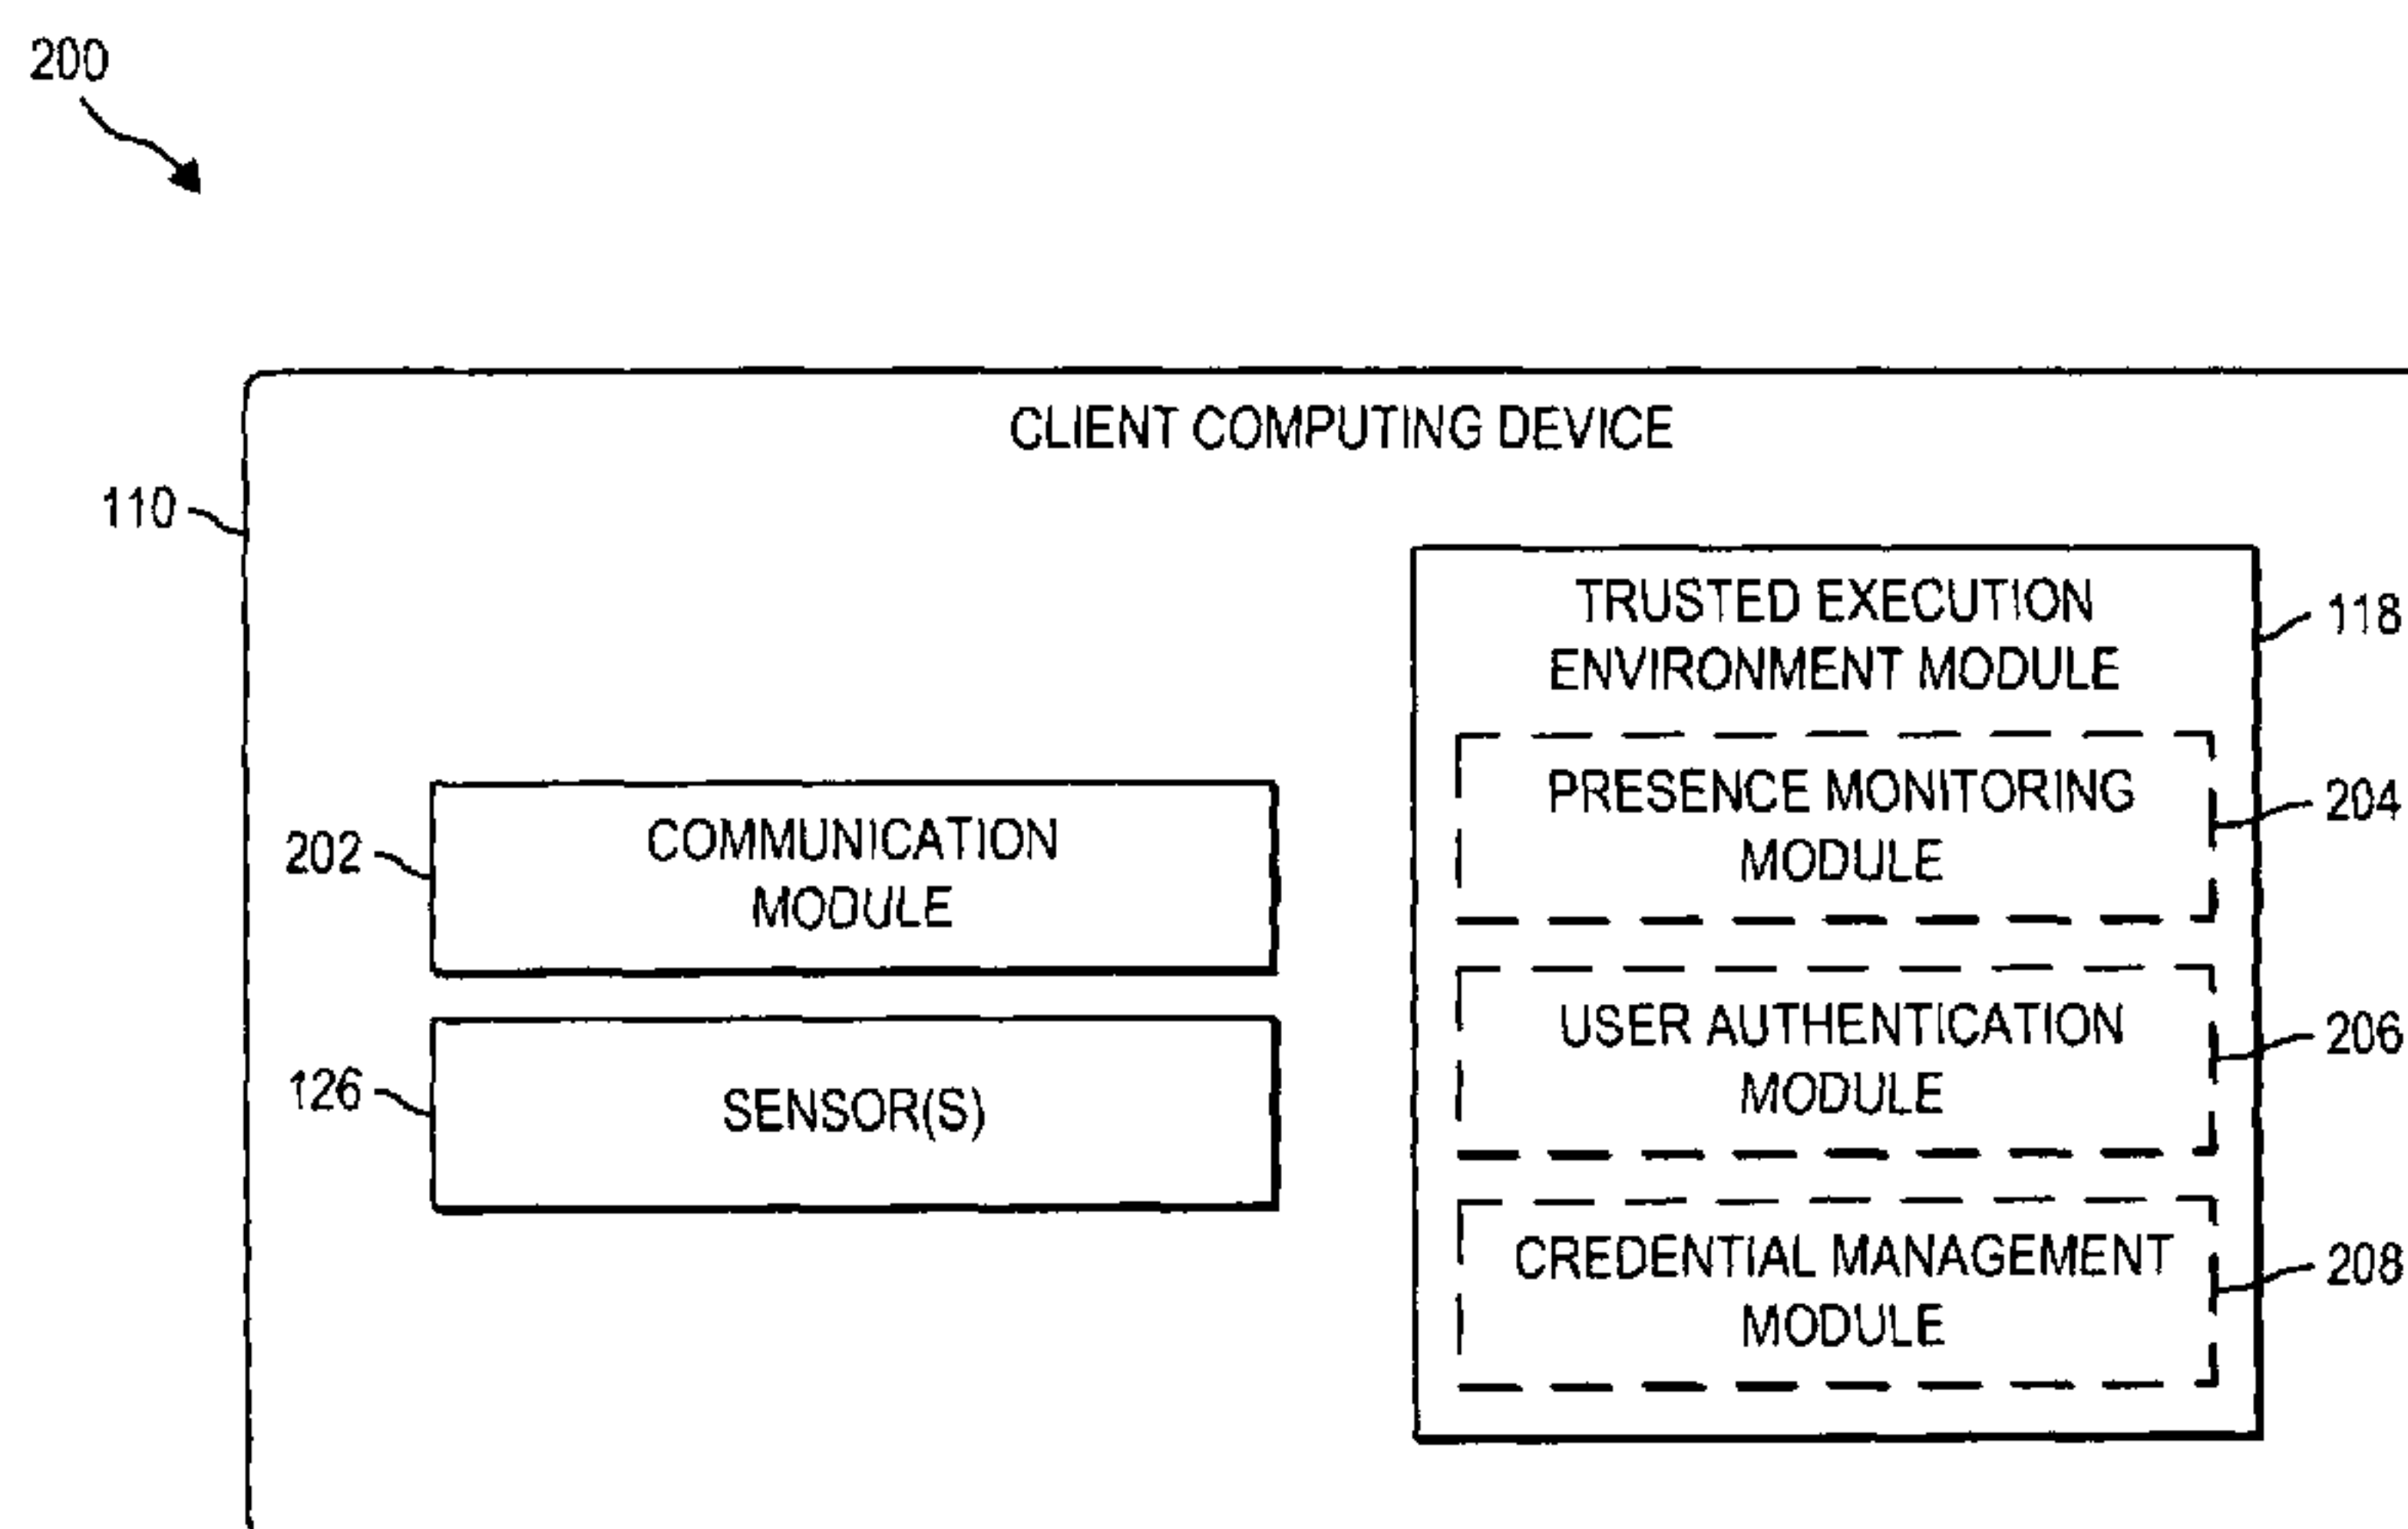 200
CLIENT COMPUTING DEVICE
110
TRUSTED EXECUTION
ENVIRONMENT MODULE
118
PRESENCE MONITORING
MODULE
204
COMMUNICATION
MODULE
202
USER AUTHENTICATION
MODULE
206
SENSOR(S)
126
CREDENTIAL MANAGEMENT
MODULE
208